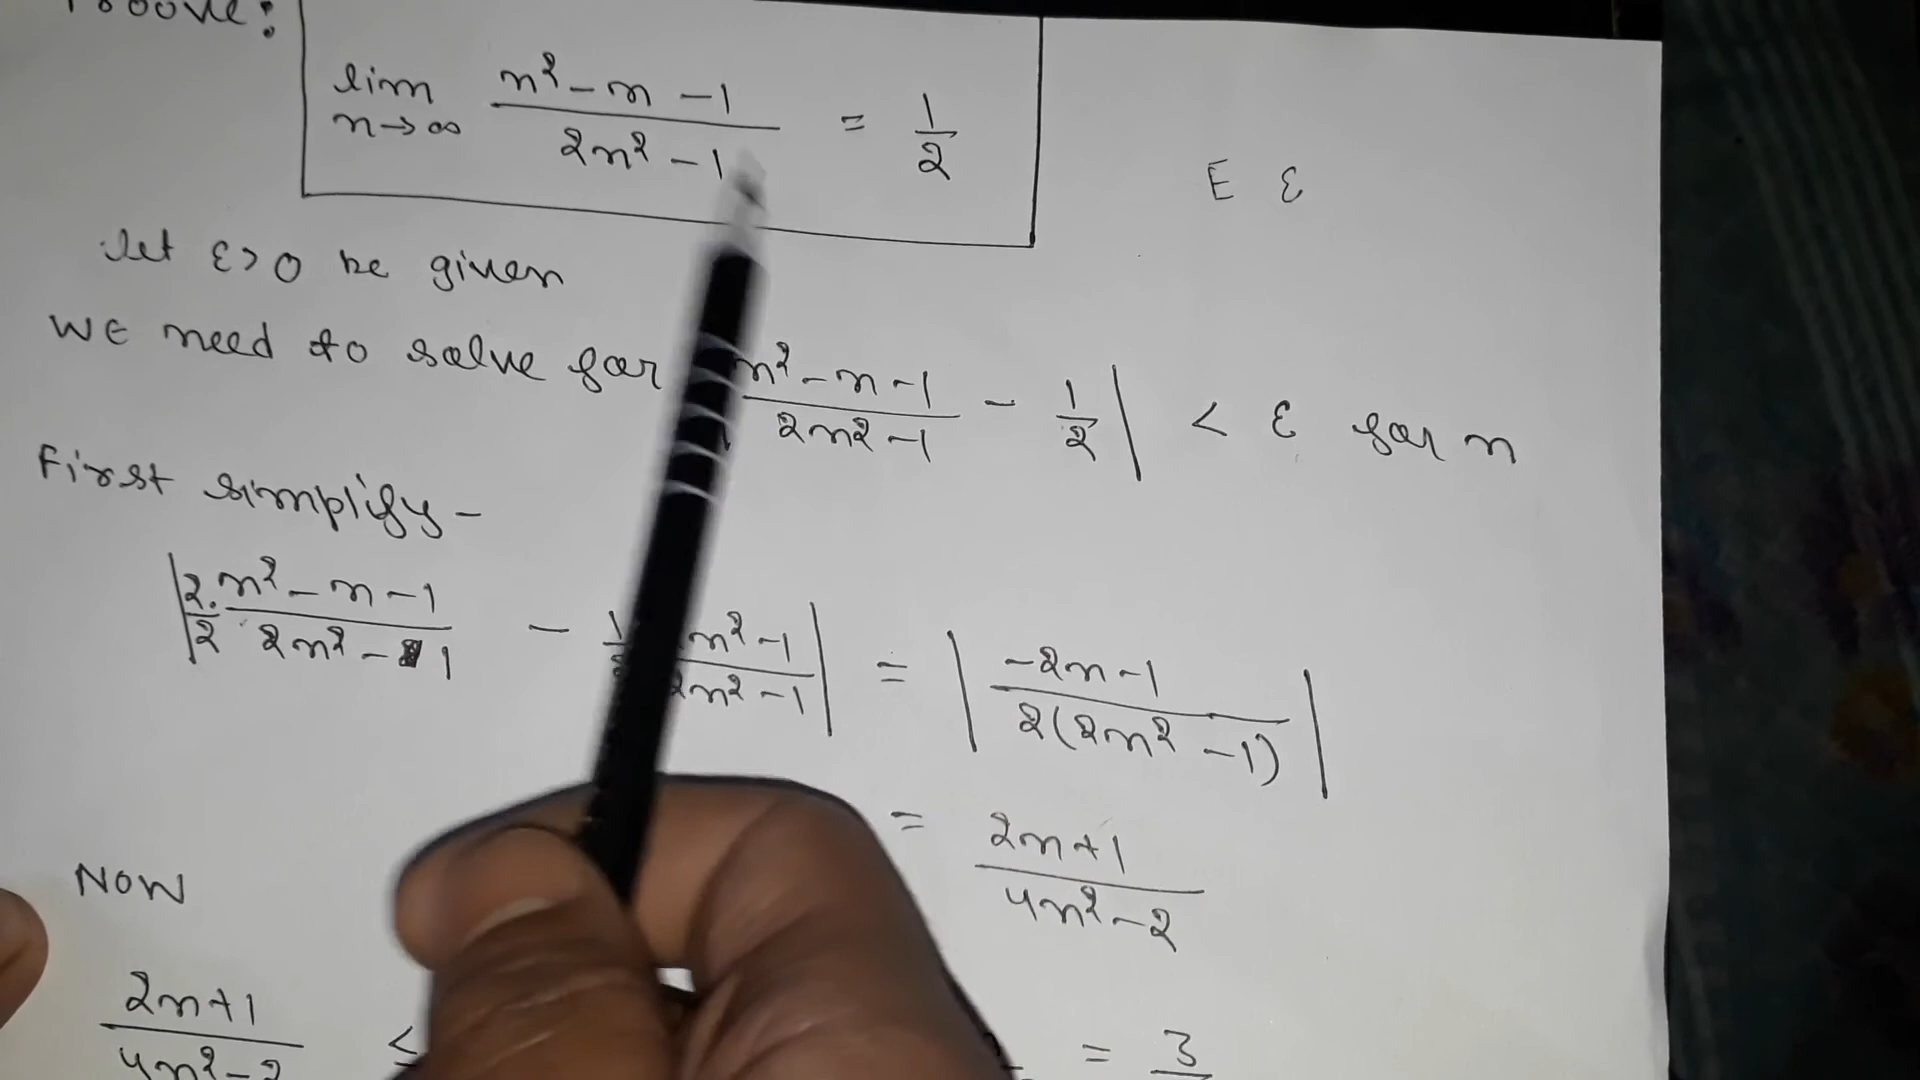 lim n→∞ n² - n - 1 / 2n² - 1 = 1/2
E ε
Let ε > 0 be given
We need to solve for n² - n - 1 / 2n² - 1 - 1/2 | < ε for n
First simplify -
| 2/2 · n² - n - 1 / 2n² - 1 - n² - 1 / 2n² - 1 | = | -2n - 1 / 2(2n² - 1) |
= 2n + 1 / 4n² - 2
NOW
2n + 1 / 4n² - 2 ≤ = 3